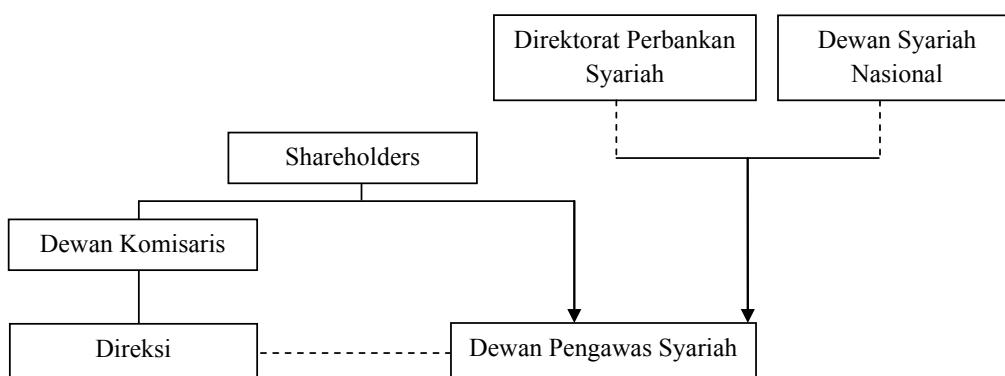 Direktorat Perbankan
Syariah
Dewan Syariah
Nasional
Shareholders
Dewan Komisaris
Direksi
Dewan Pengawas Syariah